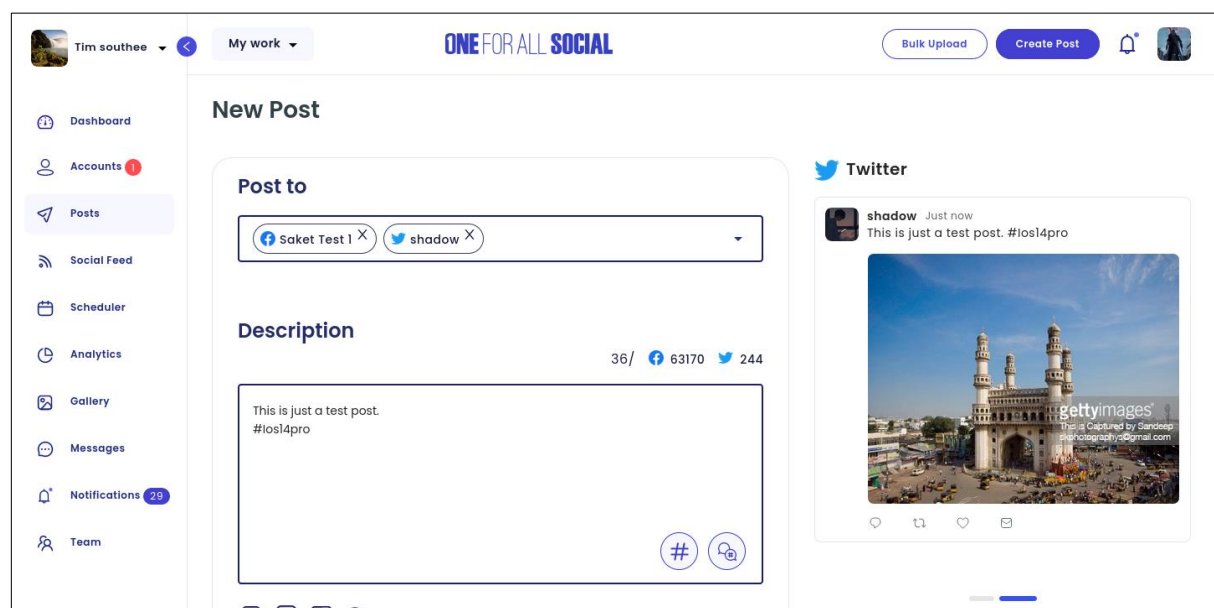 Tim southee
My work
ONE FOR ALL SOCIAL
Bulk Upload
Create Post
Dashboard
Accounts 1
Posts
Social Feed
Scheduler
Analytics
Gallery
Messages
Notifications 29
Team
New Post
Post to
Saket Test 1 X
shadow X
Description
36/ 63170 244
This is just a test post.
#Ios14pro
#
Twitter
shadow Just now
This is just a test post. #Ios14pro
gettyimages®
This is Captured by Sandeep
skphotographys@gmail.com